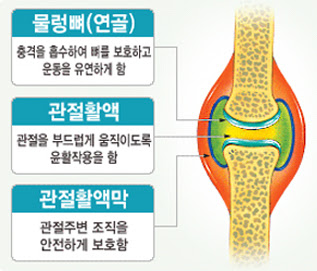 물렁뼈(연골)
충격을 흡수하여 뼈를 보호하고
운동을 유연하게 함
관절활액
관절을 부드럽게 움직이도록
윤활작용을 함
관절활액막
관절주변 조직을
안전하게 보호함